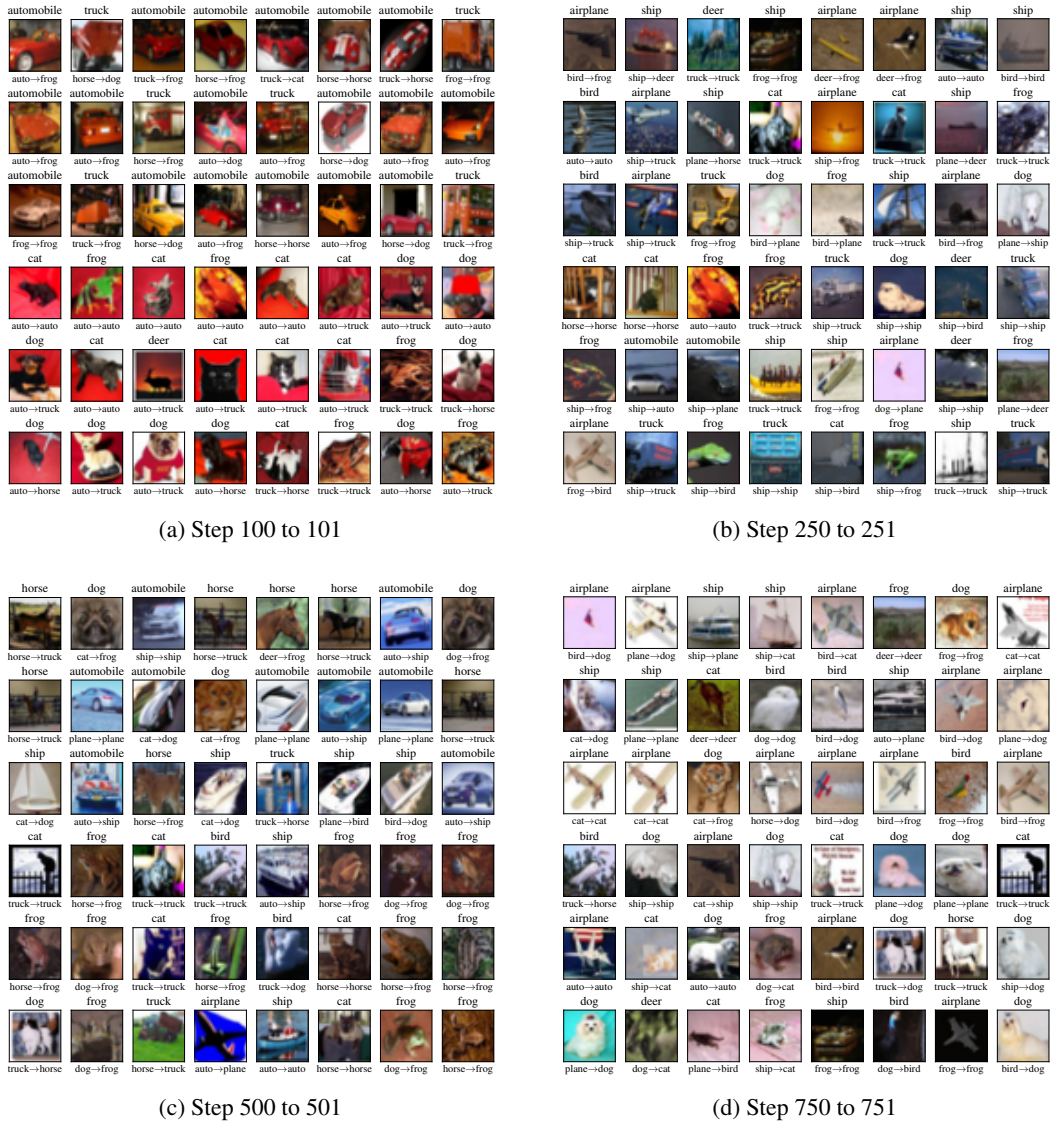 automobile truck automobile automobile automobile automobile automobile truck
auto→frog horse→dog truck→frog horse→frog truck→cat horse→horse truck→horse frog→frog
automobile automobile truck automobile truck automobile automobile automobile
auto→frog auto→frog horse→frog auto→dog auto→frog horse→dog auto→frog auto→frog
automobile truck automobile automobile automobile automobile automobile truck
frog→frog truck→frog horse→dog auto→frog horse→horse auto→frog horse→dog truck→frog
cat frog cat frog cat cat dog dog
auto→auto auto→auto auto→auto auto→auto auto→truck auto→truck auto→truck auto→auto
dog cat deer cat cat cat frog dog
auto→truck auto→auto auto→truck auto→truck auto→truck auto→truck truck→truck truck→horse
dog dog dog dog cat frog dog frog
auto→horse auto→truck auto→truck auto→horse truck→horse truck→truck auto→horse auto→truck
(a) Step 100 to 101
airplane ship deer ship airplane airplane ship ship
bird→frog ship→deer truck→truck frog→frog deer→frog deer→frog auto→auto bird→bird
bird airplane ship cat airplane cat ship frog
auto→auto ship→truck plane→horse truck→truck ship→frog truck→truck plane→deer truck→truck
bird airplane truck dog frog ship airplane dog
ship→truck ship→truck frog→frog bird→plane bird→plane truck→truck bird→frog plane→ship
cat cat frog frog truck dog deer truck
horse→horse horse→horse auto→auto truck→truck ship→truck ship→ship ship→bird ship→ship
frog automobile automobile ship ship airplane deer frog
ship→frog ship→auto ship→plane truck→truck frog→frog dog→plane ship→ship plane→deer
airplane truck frog truck cat frog ship truck
frog→bird ship→truck ship→bird ship→ship ship→bird ship→frog truck→truck ship→truck
(b) Step 250 to 251
horse dog automobile horse horse horse automobile dog
horse→truck cat→frog ship→ship horse→truck deer→frog horse→truck auto→ship dog→frog
automobile automobile automobile dog automobile automobile automobile horse
horse→truck plane→plane cat→dog cat→frog plane→plane auto→ship plane→plane horse→truck
ship automobile horse ship truck ship ship automobile
cat→dog auto→ship horse→frog cat→dog truck→horse plane→bird bird→dog auto→ship
cat frog cat bird ship frog frog frog
truck→truck horse→frog truck→truck truck→truck auto→ship horse→frog dog→frog dog→frog
frog frog cat frog bird cat frog frog
horse→frog dog→frog truck→truck horse→truck truck→dog horse→frog horse→frog horse→frog
dog frog truck airplane ship cat frog frog
truck→horse dog→frog horse→truck auto→plane auto→auto horse→horse dog→frog horse→frog
(c) Step 500 to 501
airplane airplane ship ship airplane frog dog airplane
bird→dog plane→dog ship→plane ship→cat bird→cat deer→deer frog→frog cat→cat
ship ship cat bird bird ship airplane airplane
cat→dog plane→plane deer→deer dog→dog bird→dog auto→plane bird→dog plane→dog
airplane airplane dog airplane airplane airplane bird airplane
cat→cat cat→cat cat→frog horse→dog bird→dog bird→frog frog→frog bird→dog
bird dog airplane dog cat dog dog cat
truck→horse ship→ship cat→ship ship→ship truck→truck plane→dog plane→plane truck→truck
airplane cat dog frog airplane dog horse dog
auto→auto ship→cat auto→auto dog→cat bird→bird truck→dog truck→horse ship→dog
dog deer cat frog ship bird airplane dog
plane→dog dog→cat plane→bird ship→cat frog→frog dog→bird frog→frog bird→dog
(d) Step 750 to 751